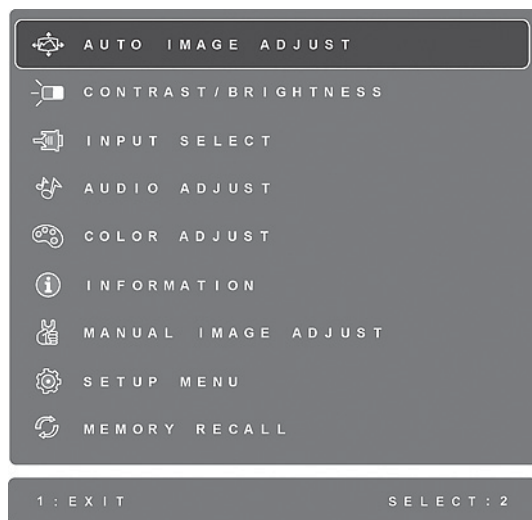 AUTO IMAGE ADJUST
CONTRAST/BRIGHTNESS
INPUT SELECT
AUDIO ADJUST
COLOR ADJUST
INFORMATION
MANUAL IMAGE ADJUST
SETUP MENU
MEMORY RECALL
1:EXIT SELECT:2